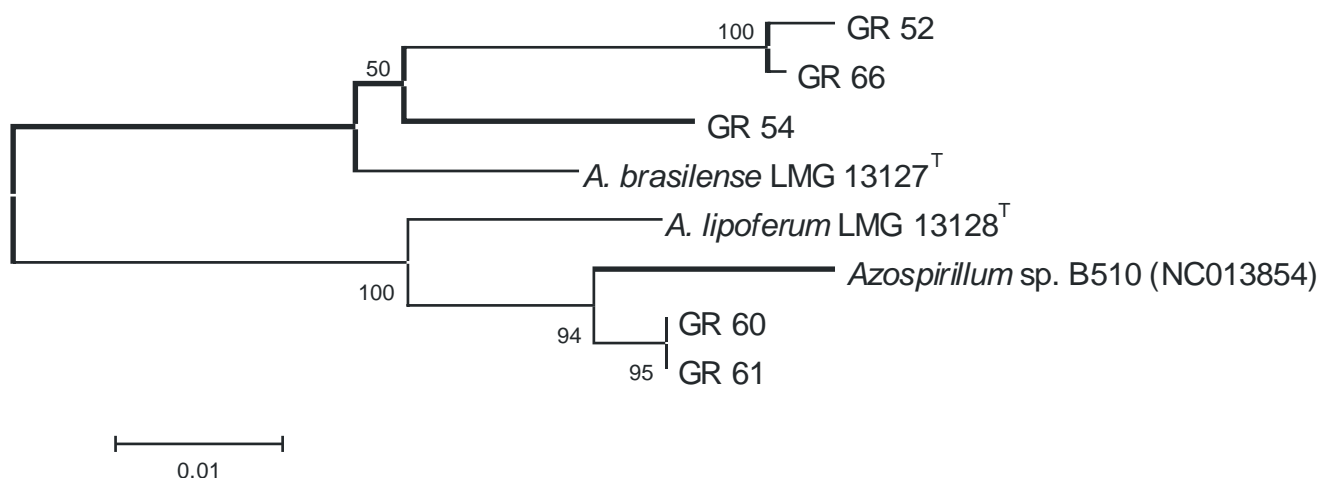 100
GR 52
GR 66
50
GR 54
A. brasilense LMG 13127T
A. lipoferum LMG 13128T
Azospirillum sp. B510 (NC013854)
100
GR 60
94
GR 61
95
0.01